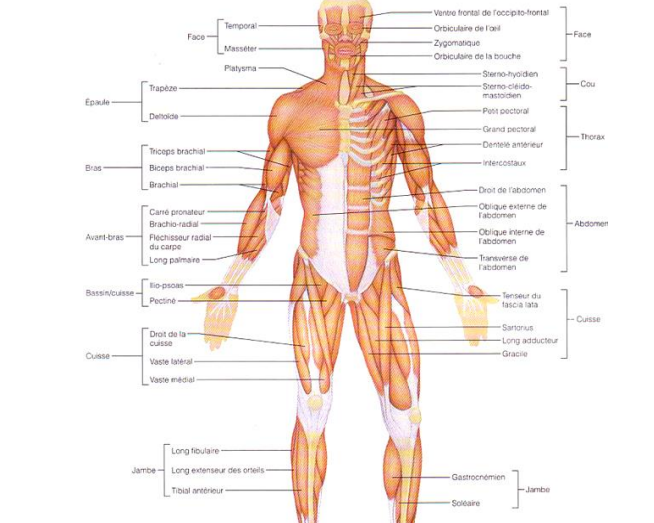 Temporal
Face
Masséter
Platysma
Trapèze
Épaule
Deltoïde
Triceps brachial
Bras
Biceps brachial
Brachial
Carré pronateur
Brachio-radial
Avant-bras
Fléchisseur radial
du carpe
Long palmaire
Ilio-psoas
Bassin/cuisse
Pectiné
Droit de la
cuisse
Cuisse
Vaste latéral
Vaste médial
Long fibulaire
Jambe
Long extenseur des orteils
Tibial antérieur
Ventre frontal de l'occipito-frontal
Orbiculaire de l'œil
Face
Zygomatique
Orbiculaire de la bouche
Sterno-hyoïdien
Cou
Sterno-cléido-
mastoïdien
Petit pectoral
Grand pectoral
Thorax
Dentelé antérieur
Intercostaux
Droit de l'abdomen
Oblique externe de
l'abdomen
Abdomen
Oblique interne de
l'abdomen
Transverse de
l'abdomen
Tenseur du
fascia lata
Cuisse
Sartorius
Long adducteur
Gracile
Gastrocnémien
Jambe
Soléaire